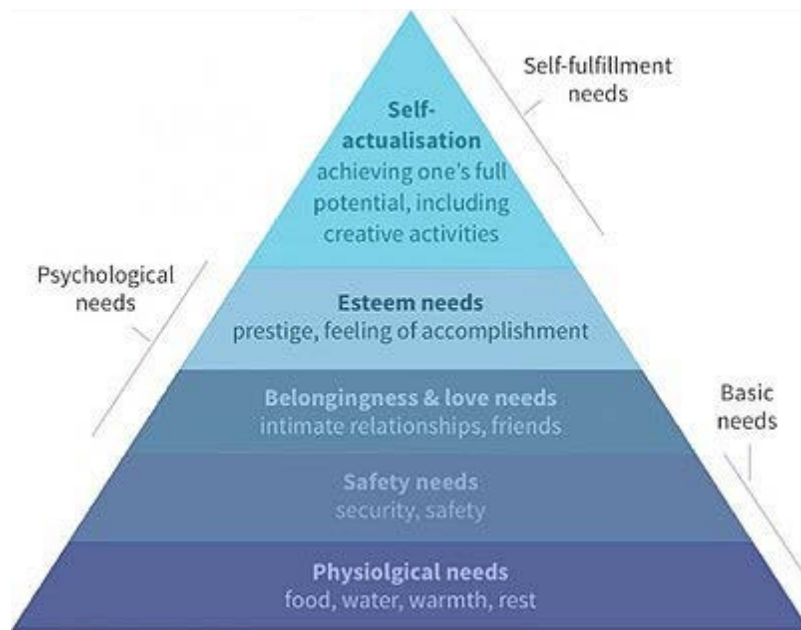 Self-fulfillment
needs
Self-
actualisation
achieving one's full
potential, including
creative activities
Psychological
needs
Esteem needs
prestige, feeling of accomplishment
Belongingness & love needs
intimate relationships, friends
Basic
needs
Safety needs
security, safety
Physiolgical needs
food, water, warmth, rest